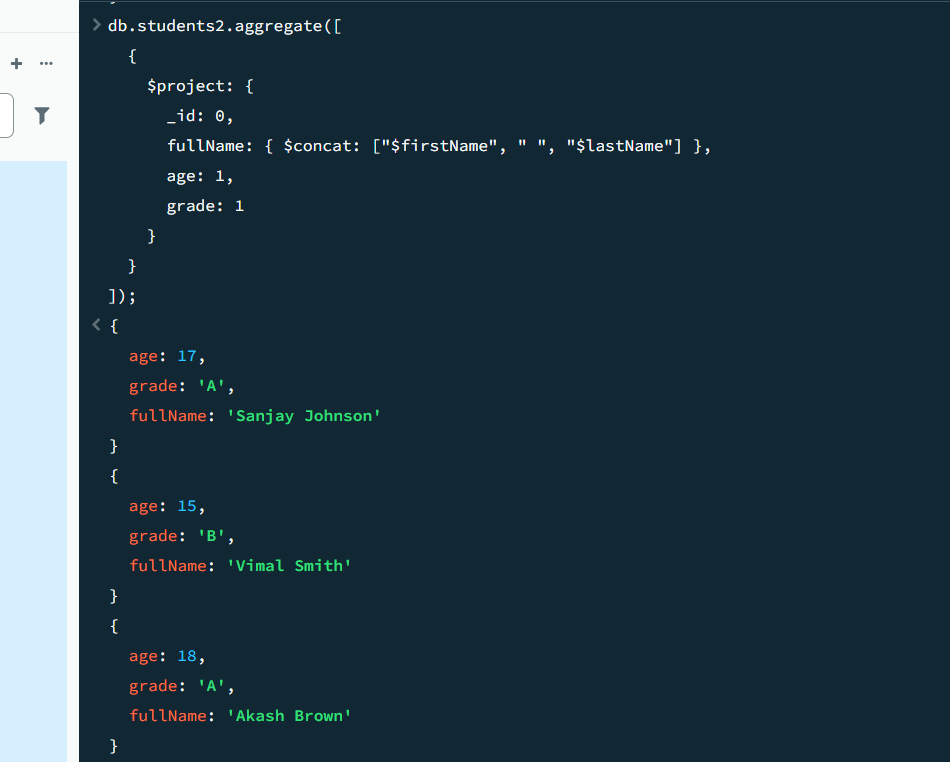 db.students2.aggregate([
{
$project: {
_id: 0,
fullName: { $concat: ["$firstName", " ", "$lastName"] },
age: 1,
grade: 1
}
}
]);
{
age: 17,
grade: 'A',
fullName: 'Sanjay Johnson'
}
{
age: 15,
grade: 'B',
fullName: 'Vimal Smith'
}
{
age: 18,
grade: 'A',
fullName: 'Akash Brown'
}